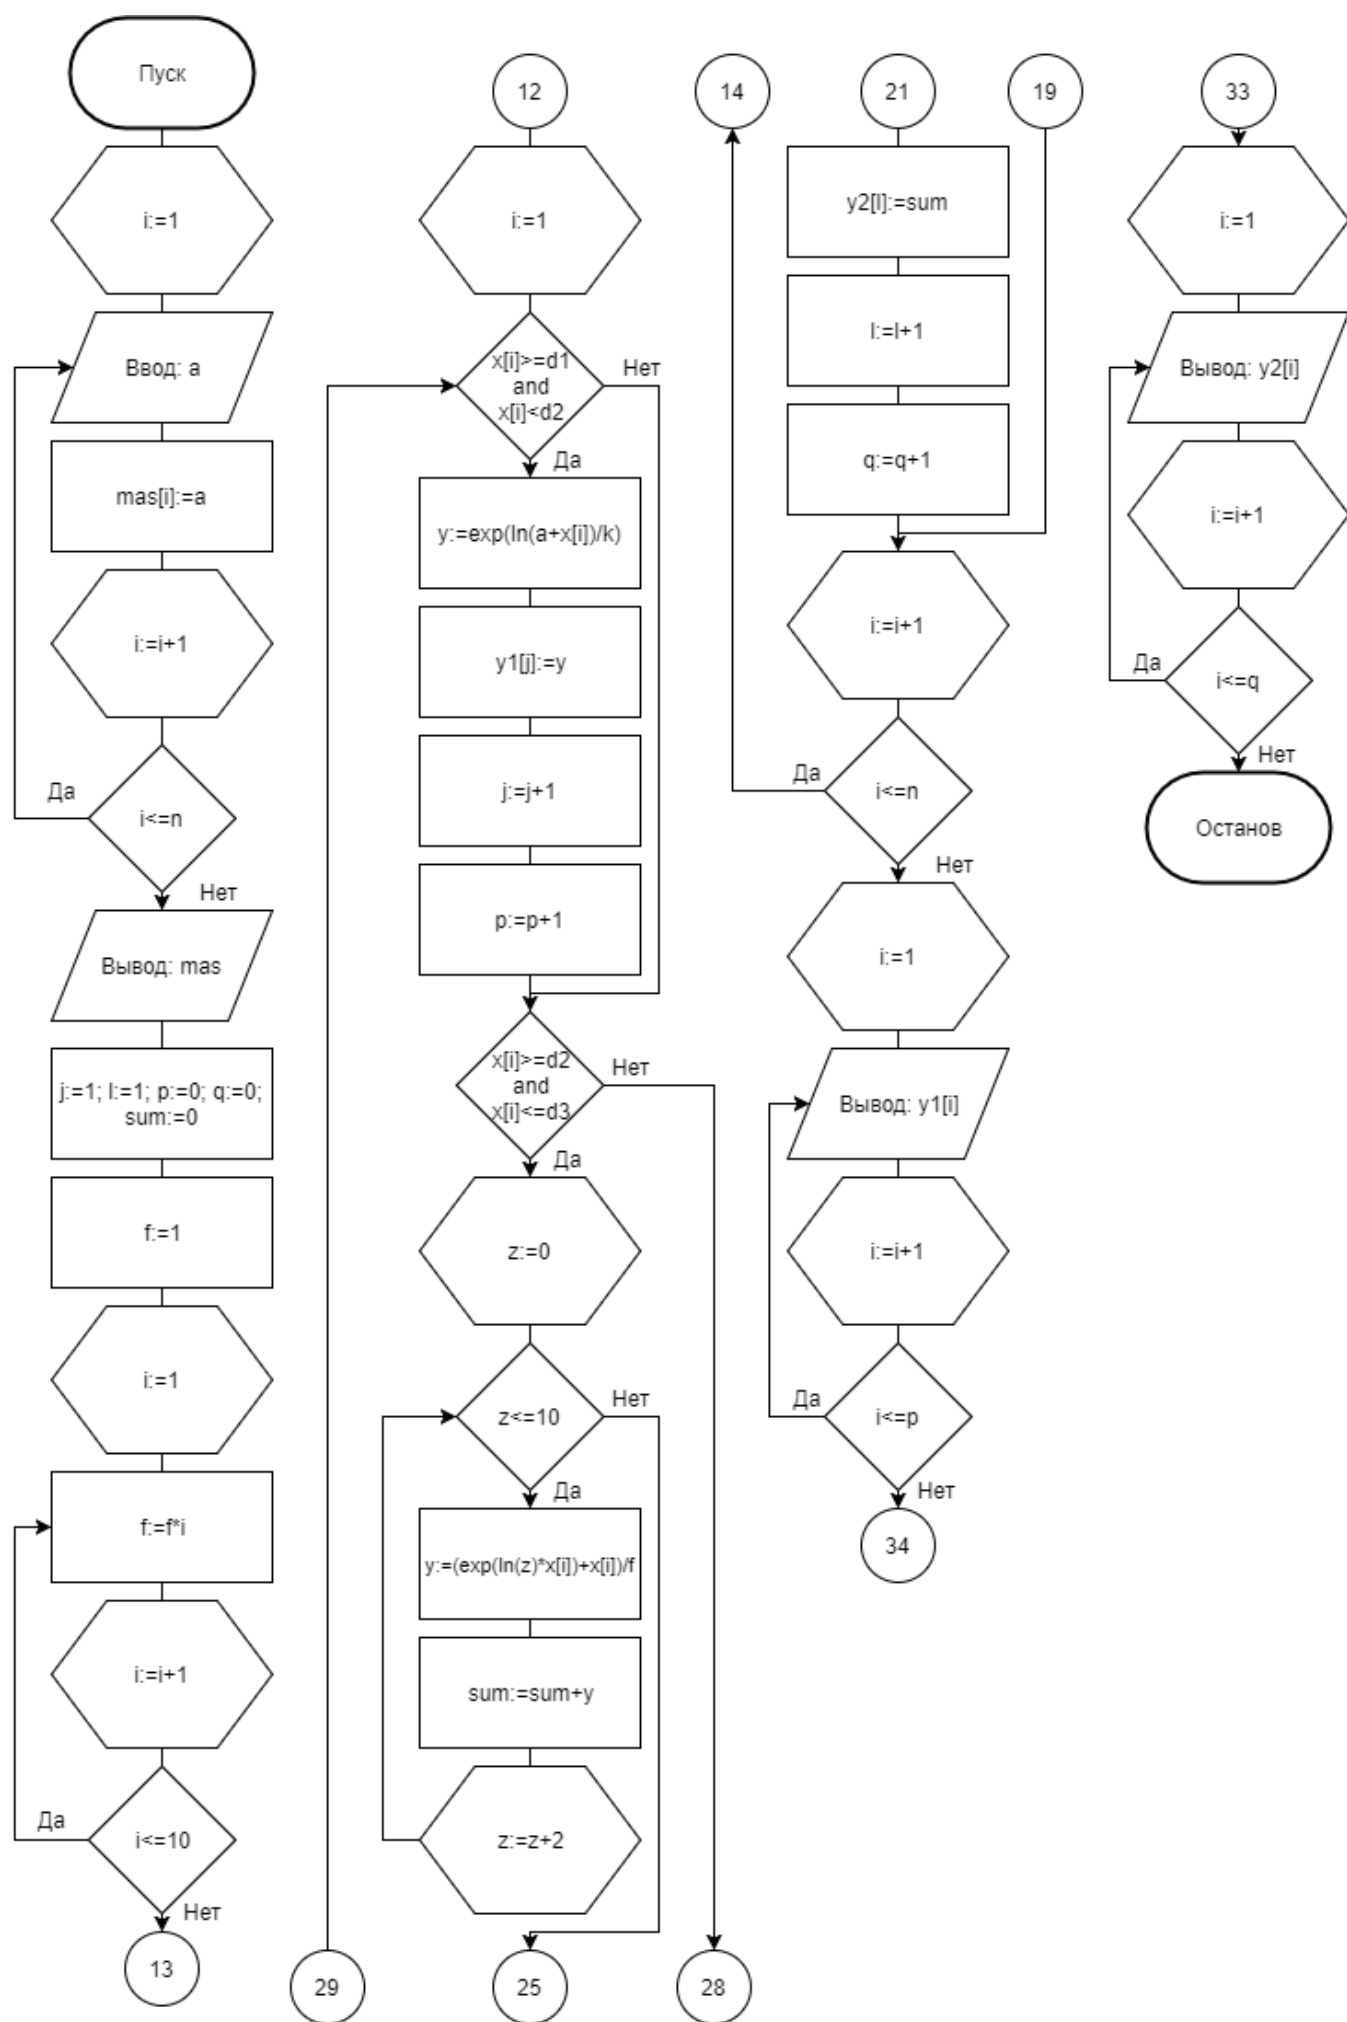 Пуск
i:=1
Ввод: a
mas[i]:=a
i:=i+1
Да
i<=n
Нет
Вывод: mas
j:=1; l:=1; p:=0; q:=0;
sum:=0
f:=1
i:=1
f:=f*i
i:=i+1
Да
i<=10
Нет
13
12
i:=1
x[i]>=d1
and
x[i]<d2
Нет
Да
y:=exp(ln(a+x[i])/k)
y1[j]:=y
j:=j+1
p:=p+1
x[i]>=d2
and
x[i]<=d3
Нет
Да
z:=0
z<=10
Нет
Да
y:=(exp(ln(z)*x[i])+x[i])/f
sum:=sum+y
z:=z+2
29
25
28
14
21
19
y2[l]:=sum
l:=l+1
q:=q+1
i:=i+1
Да
i<=n
Нет
i:=1
Вывод: y1[i]
i:=i+1
Да
i<=p
Нет
34
33
i:=1
Вывод: y2[i]
i:=i+1
Да
i<=q
Нет
Останов